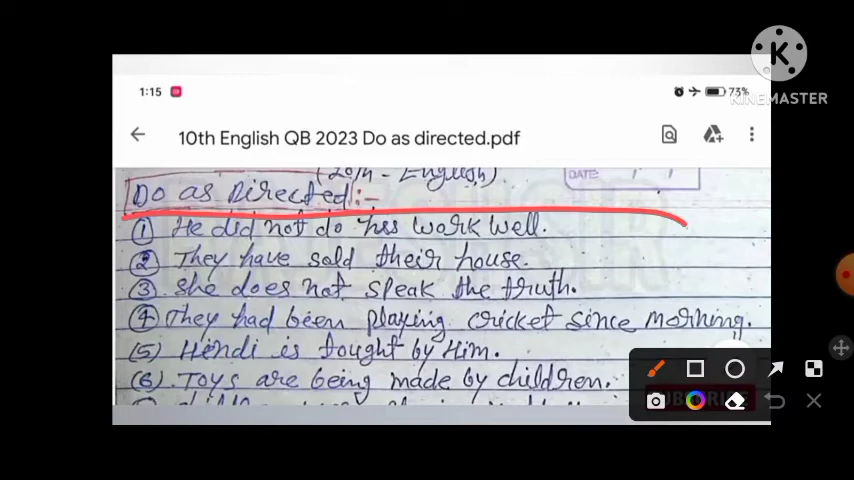 KINEMASTER
1:15
73%
10th English QB 2023 Do as directed.pdf
(10th - English)
DATE:
Do as Directed :-
(1) He did not do his work well.
(2) They have sold their house.
(3) She does not speak the truth.
(4) They had been playing cricket since morning.
(5) Hindi is tought by Him.
(6) Toys are being made by children.